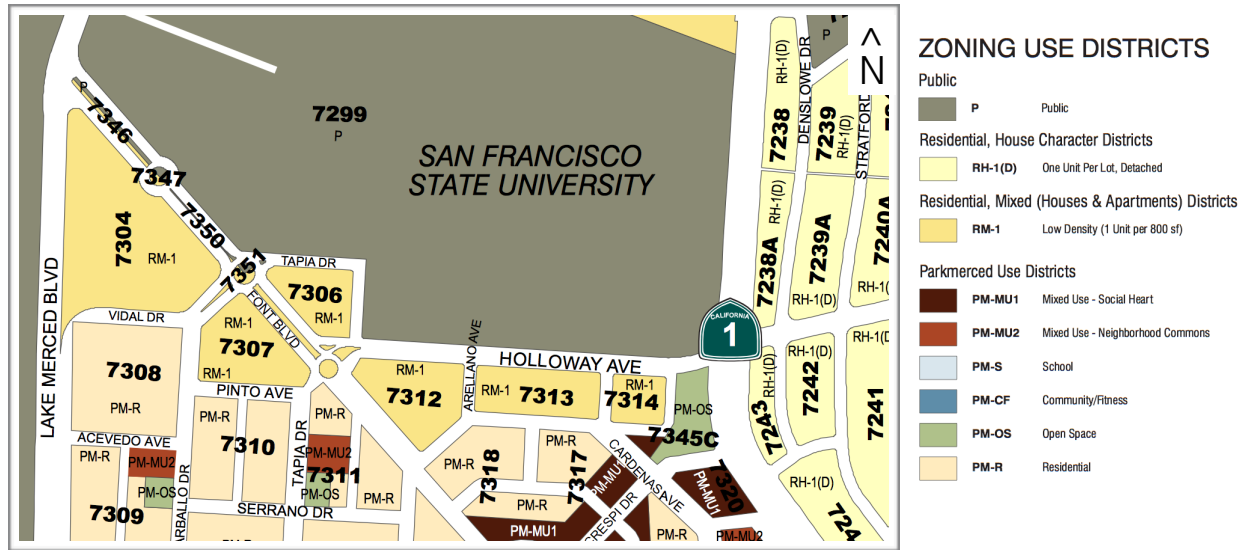 P
7346
7299
P
SAN FRANCISCO
STATE UNIVERSITY
7347
7350
7351
7304
RM-1
TAPIA DR
7306
RM-1
FONT BLVD
VIDAL DR
LAKE MERCED BLVD
RM-1
7307
RM-1
7308
PM-R
PINTO AVE
RM-1
7312
ARELLANO AVE
HOLLOWAY AVE
RM-1
7313
RM-1
7314
PM-OS
7345C
CALIFORNIA
1
P
^
N
RH-1(D)
7238
DENSLOWE DR
7239
RH-1(D)
STRATFORD
RH-1(D)
7238A
7239A
RH-1(D)
7240A
RH-1(D)
7243
RH-1(D)
7242
7241
RH-1(D)
ACEVEDO AVE
PM-R
PM-MU2
PM-OS
7309
ARBALLO DR
PM-R
7310
PM-R
TAPIA DR
PM-MU2
7311
PM-OS
PM-R
SERRANO DR
PM-R
7318
PM-R
7317
PM-MU1
CARDENAS AVE
7320
PM-MU1
PM-MU1
CRESPI DR
PM-R
PM-MU2
ZONING USE DISTRICTS
Public
P Public
Residential, House Character Districts
RH-1(D) One Unit Per Lot, Detached
Residential, Mixed (Houses & Apartments) Districts
RM-1 Low Density (1 Unit per 800 sf)
Parkmerced Use Districts
PM-MU1 Mixed Use - Social Heart
PM-MU2 Mixed Use - Neighborhood Commons
PM-S School
PM-CF Community/Fitness
PM-OS Open Space
PM-R Residential